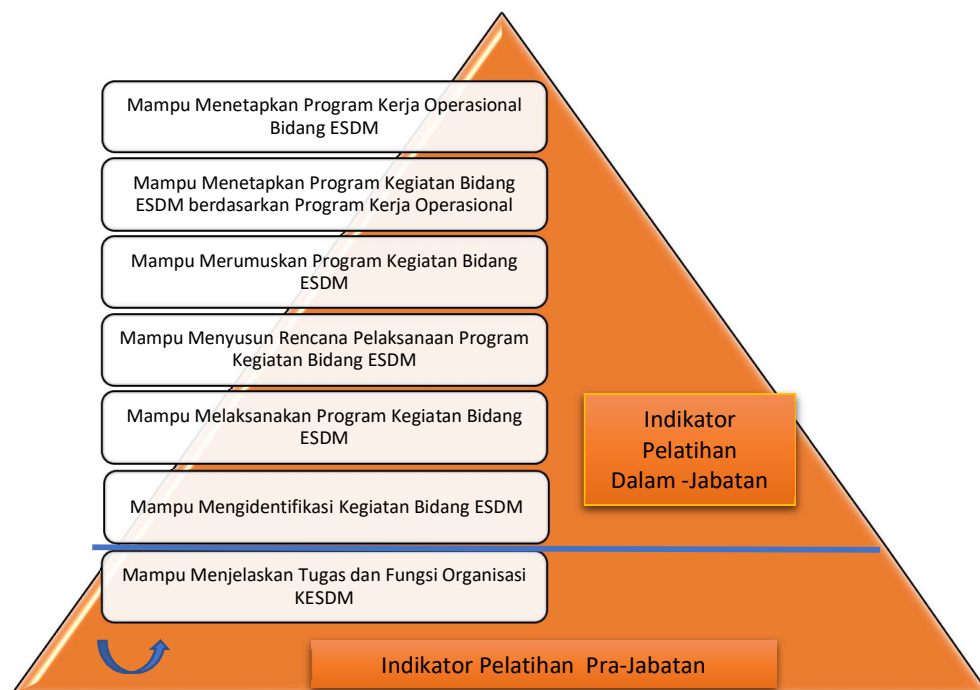 Mampu Menetapkan Program Kerja Operasional
Bidang ESDM
Mampu Menetapkan Program Kegiatan Bidang
ESDM berdasarkan Program Kerja Operasional
Mampu Merumuskan Program Kegiatan Bidang
ESDM
Mampu Menyusun Rencana Pelaksanaan Program
Kegiatan Bidang ESDM
Mampu Melaksanakan Program Kegiatan Bidang
ESDM
Mampu Mengidentifikasi Kegiatan Bidang ESDM
Mampu Menjelaskan Tugas dan Fungsi Organisasi
KESDM
Indikator
Pelatihan
Dalam -Jabatan
Indikator Pelatihan Pra-Jabatan